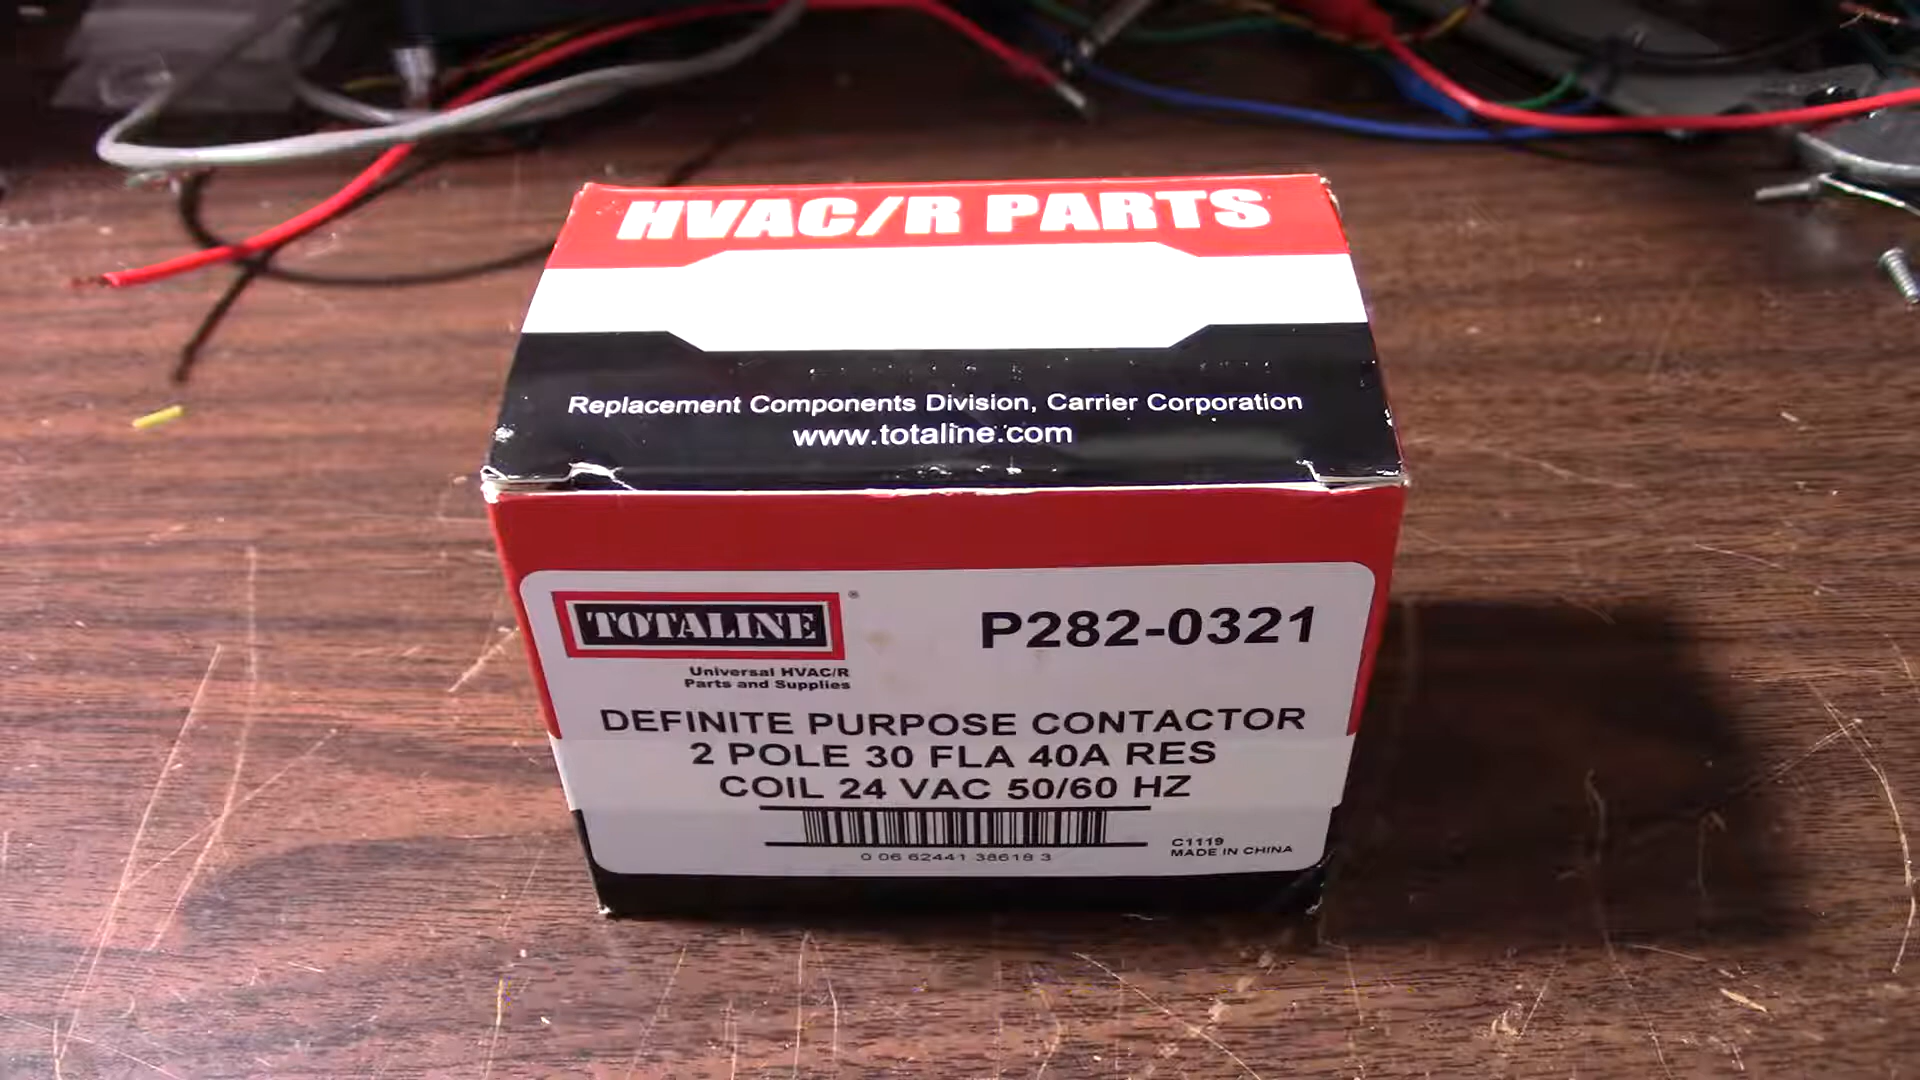 HVAC/R PARTS
Replacement Components Division, Carrier Corporation
www.totaline.com
TOTALINE®
P282-0321
Universal HVAC/R
Parts and Supplies
DEFINITE PURPOSE CONTACTOR
2 POLE 30 FLA 40A RES
COIL 24 VAC 50/60 HZ
0 06 62441 38618 3
C1119
MADE IN CHINA